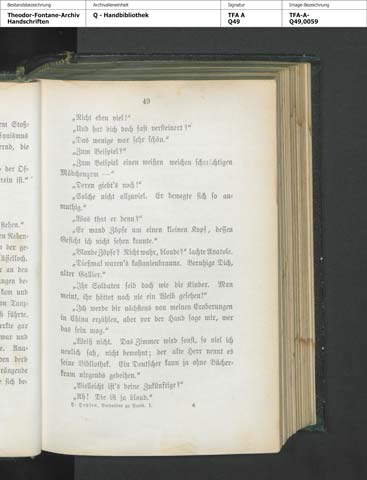 Bestandsbezeichnung
Theodor-Fontane-Archiv
Handschriften
Archivalieneinheit
Q - Handbibliothek
Signatur
TFA A
Q49
Image-Bezeichnung
TFA-A-
Q49,0059
49
„Nicht eben viel!“
„Und hat dich doch fast versteinert?“
„Das wenige war sehr schön.“
„Zum Beispiel?“
„Zum Beispiel einen weißen weichen schneeichtigen
Mädchenarm —“
„Deren giebt's noch!“
„Solche nicht allzuviel. Er bewegte sich so an-
muthig.“
„Was that er denn?“
„Er wand Zöpfe um einen kleinen Kopf, dessen
Gesicht ich nicht sehen konnte.“
„Blonde Zöpfe? Nicht wahr, blonde?“ lachte Anatole.
„Diesmal waren's kastanienbraune. Beruhige Dich,
alter Gallier.“
„Ihr Soldaten seid doch wie die Kinder. Man
meint, ihr hättet noch nie ein Weib gesehen!“
„Ich werde dir nächstens von meinen Eroberungen
in China erzählen, aber vor der Hand sage mir, wer
das sein mag.“
„Weiß nicht. Das Zimmer wird sonst, so viel ich
neulich sah, nicht bewohnt; der alte Herr nennt es
seine Bibliothek. Ein Deutscher kann ja ohne Bücher-
kram nirgends gedeihen.“
„Vielleicht ist's deine Zukünftige?“
„Ah! Die ist ja blond.“
4